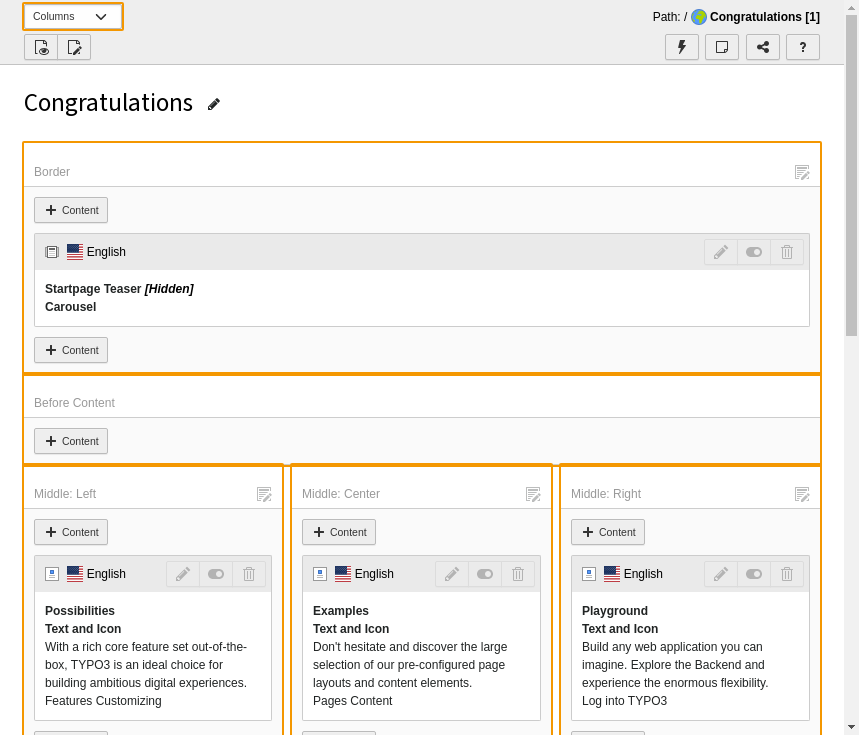 Columns
Path: / Congratulations [1]
?
Congratulations
Border
+ Content
English
Startpage Teaser [Hidden]
Carousel
+ Content
Before Content
+ Content
Middle: Left
+ Content
English
Possibilities
Text and Icon
With a rich core feature set out-of-the-
box, TYPO3 is an ideal choice for
building ambitious digital experiences.
Features Customizing
Middle: Center
+ Content
English
Examples
Text and Icon
Don't hesitate and discover the large
selection of our pre-configured page
layouts and content elements.
Pages Content
Middle: Right
+ Content
English
Playground
Text and Icon
Build any web application you can
imagine. Explore the Backend and
experience the enormous flexibility.
Log into TYPO3